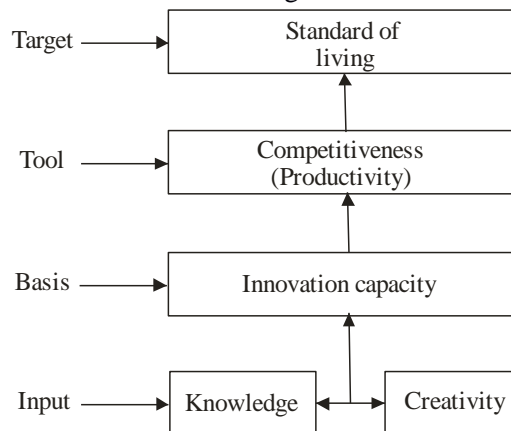 Target
Standard of
living
Tool
Competitiveness
(Productivity)
Basis
Innovation capacity
Input
Knowledge
Creativity